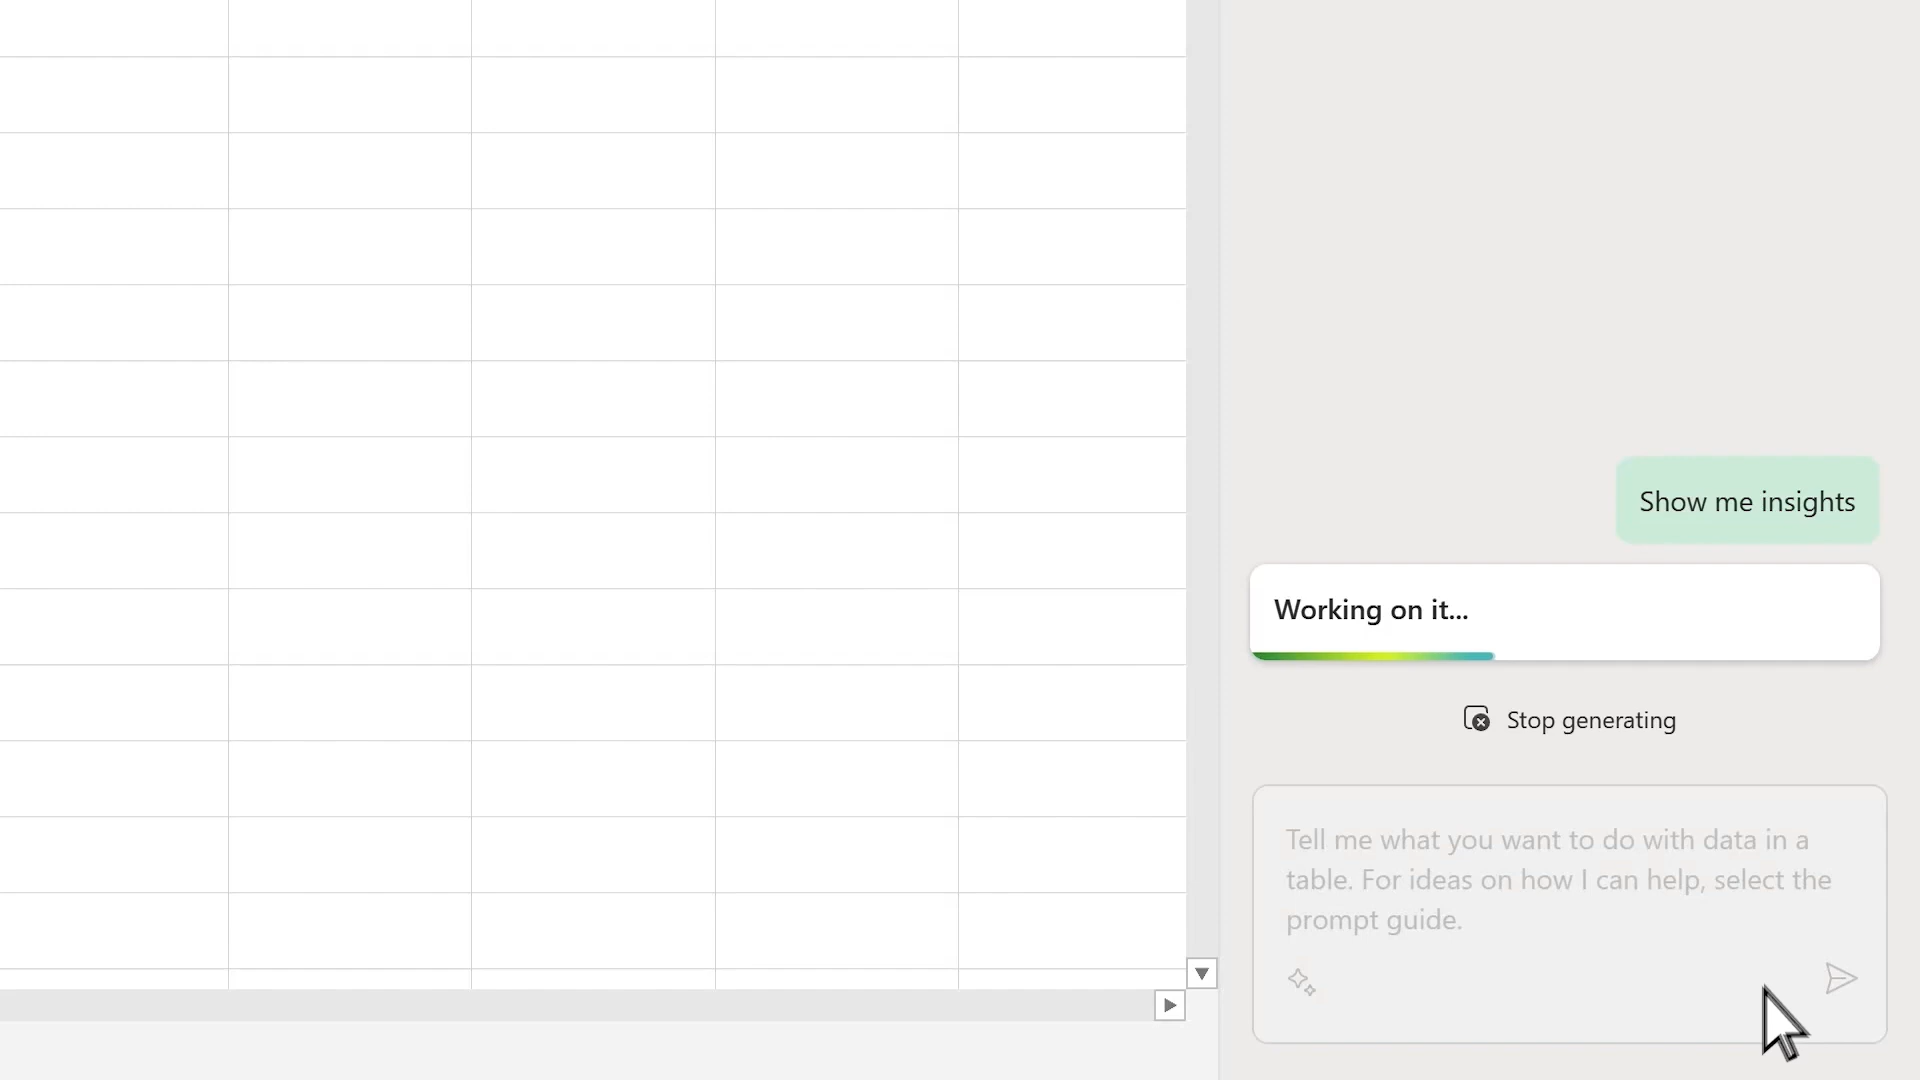 Show me insights
Working on it...
Stop generating
Tell me what you want to do with data in a
table. For ideas on how I can help, select the
prompt guide.